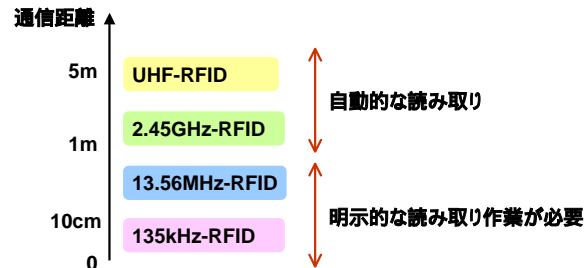 通信距離
5m
UHF-RFID
自動的な読み取り
2.45GHz-RFID
1m
13.56MHz-RFID
10cm
明示的な読み取り作業が必要
135kHz-RFID
0